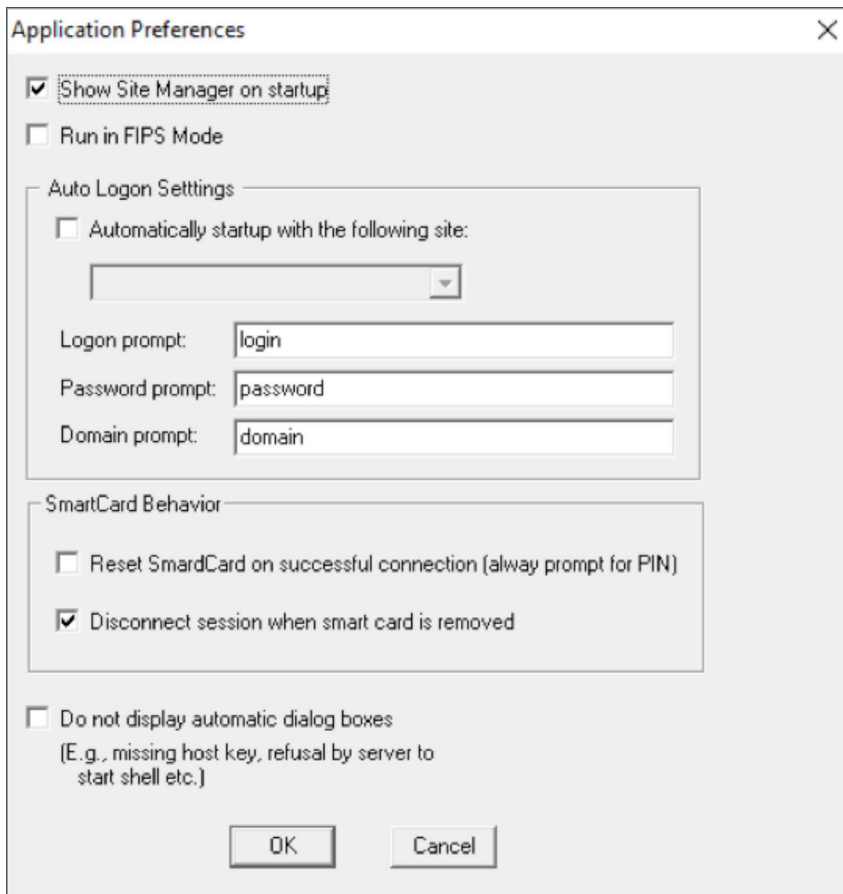 Application Preferences
Show Site Manager on startup
Run in FIPS Mode
Auto Logon Setttings
Automatically startup with the following site:
Logon prompt: login
Password prompt: password
Domain prompt: domain
SmartCard Behavior
Reset SmardCard on successful connection (alway prompt for PIN)
Disconnect session when smart card is removed
Do not display automatic dialog boxes
(E.g., missing host key, refusal by server to
start shell etc.)
OK Cancel